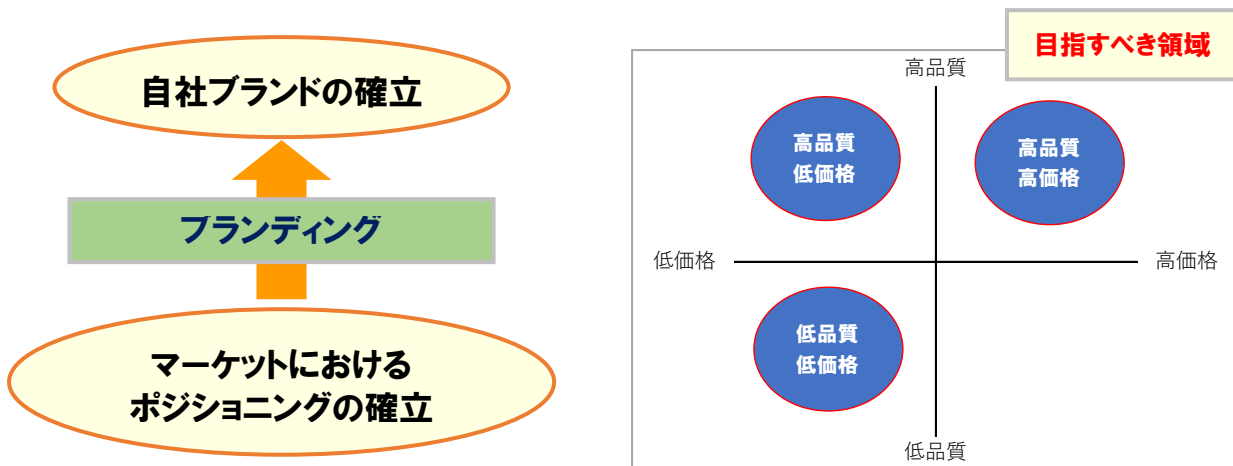 自社ブランドの確立
ブランディング
マーケットにおける
ポジショニングの確立
目指すべき領域
高品質
高品質
低価格
高品質
高価格
低価格
高価格
低品質
低価格
低品質